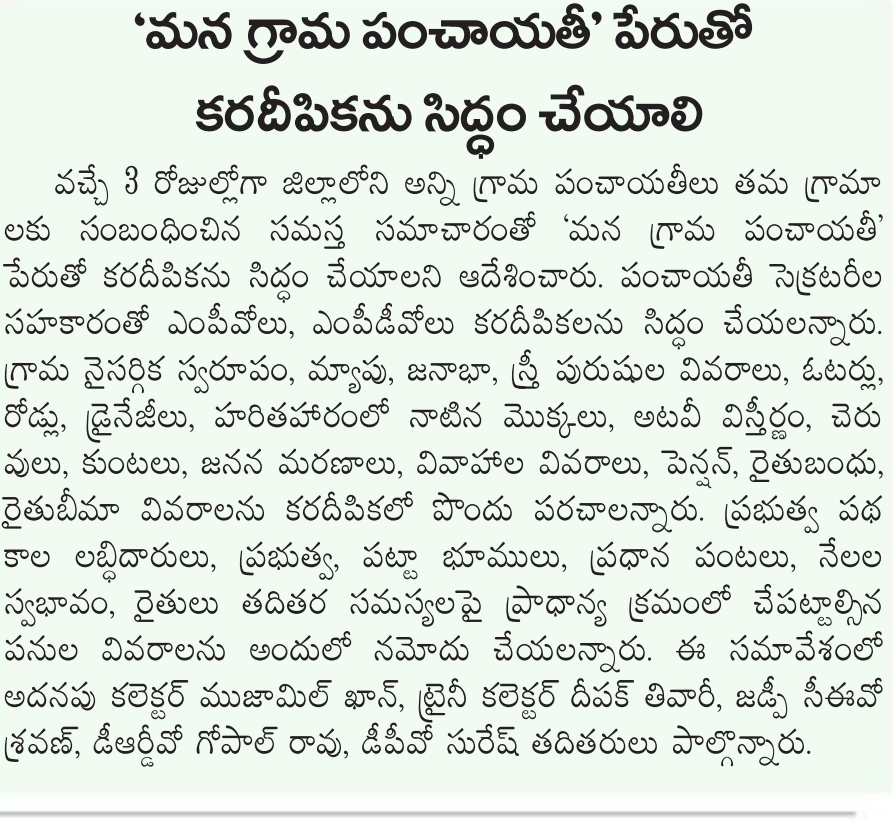 ‘మన గ్రామ పంచాయతీ’ పేరుతో
కరదీపికను సిద్ధం చేయాలి
వచ్చే 3 రోజుల్లోగా జిల్లాలోని అన్ని గ్రామ పంచాయతీలు తమ గ్రామా
లకు సంబంధించిన సమస్త సమాచారంతో ‘మన గ్రామ పంచాయతీ’
పేరుతో కరదీపికను సిద్ధం చేయాలని ఆదేశించారు. పంచాయతీ సెక్రటరీల
సహకారంతో ఎంపీవోలు, ఎంపీడీవోలు కరదీపికలను సిద్ధం చేయలన్నారు.
గ్రామ నైసర్గిక స్వరూపం, మ్యాపు, జనాభా, స్త్రీ పురుషుల వివరాలు, ఓటర్లు,
రోడ్లు, డ్రైనేజీలు, హరితహారంలో నాటిన మొక్కలు, అటవీ విస్తీర్ణం, చెరు
వులు, కుంటలు, జనన మరణాలు, వివాహాల వివరాలు, పెన్షన్, రైతుబంధు,
రైతుబీమా వివరాలను కరదీపికలో పొందు పరచాలన్నారు. ప్రభుత్వ పథ
కాల లబ్ధిదారులు, ప్రభుత్వ, పట్టా భూములు, ప్రధాన పంటలు, నేలల
స్వభావం, రైతులు తదితర సమస్యలపై ప్రాధాన్య క్రమంలో చేపట్టాల్సిన
పనుల వివరాలను అందులో నమోదు చేయలన్నారు. ఈ సమావేశంలో
అదనపు కలెక్టర్ ముజామిల్ ఖాన్, ట్రైనీ కలెక్టర్ దీపక్ తివారీ, జడ్పీ సీఈవో
శ్రవణ్, డీఆర్డీవో గోపాల్ రావు, డీపీవో సురేష్ తదితరులు పాల్గొన్నారు.